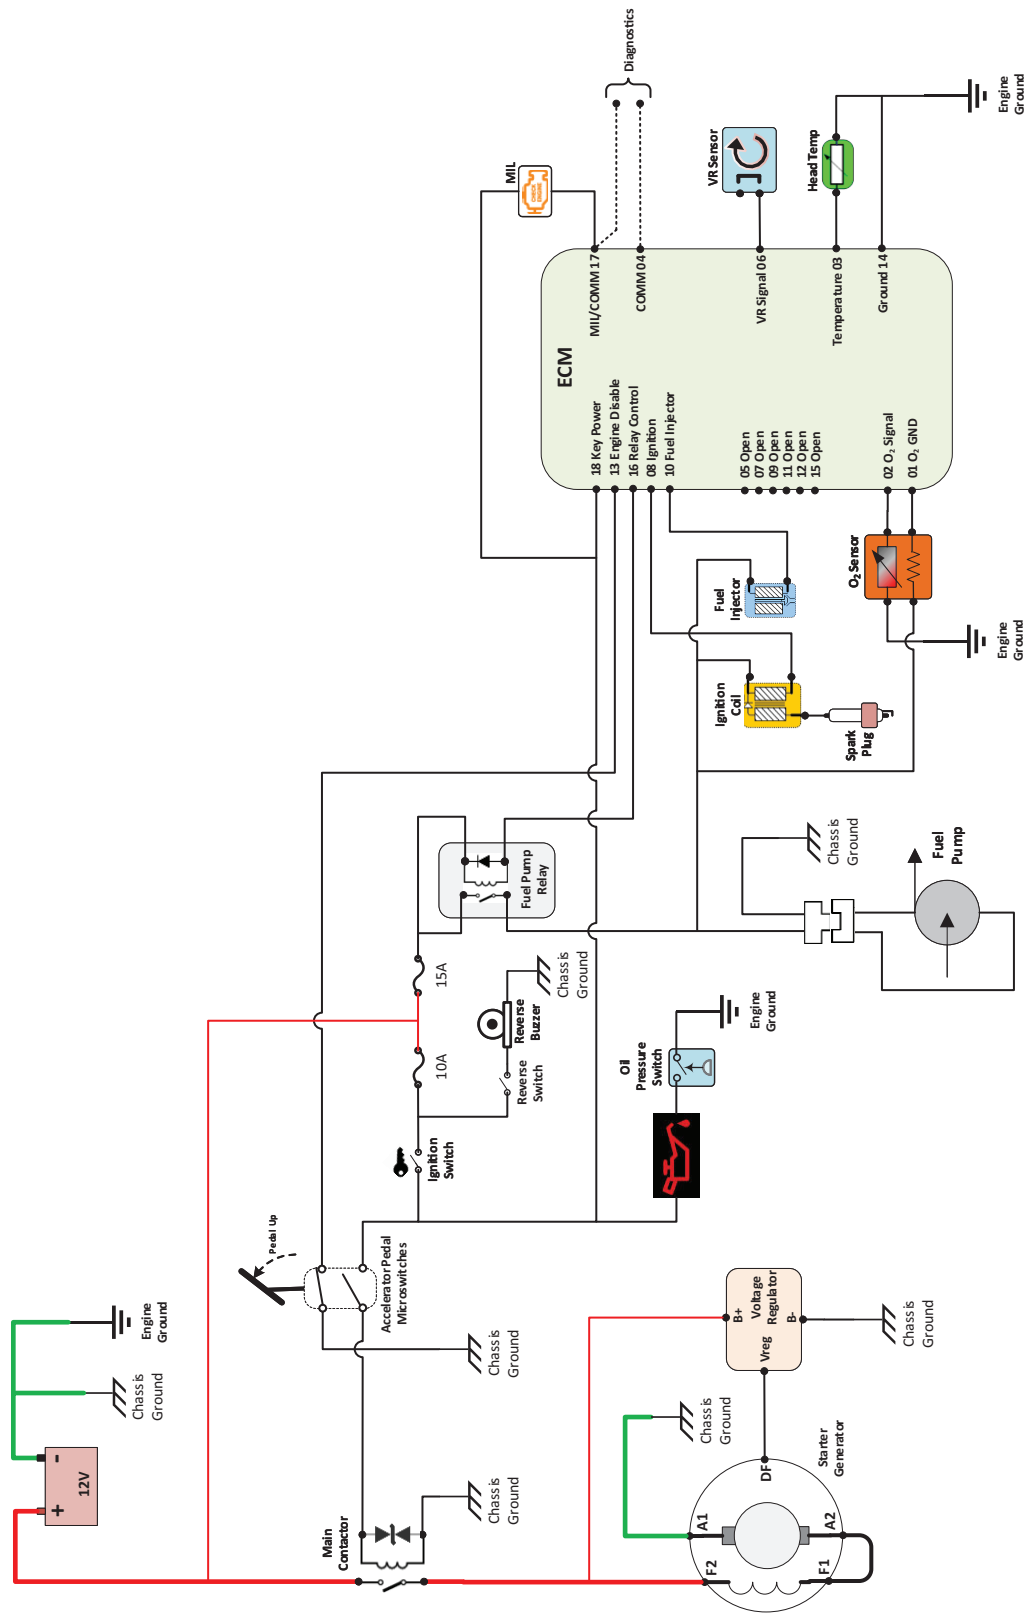 12V
+
-
Engine
Ground
Chassis
Ground
Main
Contactor
Chassis
Ground
Pedal Up
Accelerator Pedal
Microswitches
Chassis
Ground
Ignition
Switch
10A
15A
Reverse
Switch
Reverse
Buzzer
Chassis
Ground
Fuel Pump
Relay
MIL
CHECK
ENGINE
Diagnostics
ECM
18 Key Power
13 Engine Disable
16 Relay Control
08 Ignition
10 Fuel Injector
05 Open
07 Open
09 Open
11 Open
12 Open
15 Open
02 O₂ Signal
01 O₂ GND
MIL/COMM 17
COMM 04
VR Signal 06
Temperature 03
Ground 14
VR Sensor
Head Temp
Engine
Ground
Fuel
Injector
Ignition
Coil
Spark
Plug
O₂ Sensor
Engine
Ground
Chassis
Ground
Fuel
Pump
Oil
Pressure
Switch
Engine
Ground
B+
Voltage
Regulator
B-
Vreg
Chassis
Ground
Chassis
Ground
Starter
Generator
DF
A1
A2
F2
F1